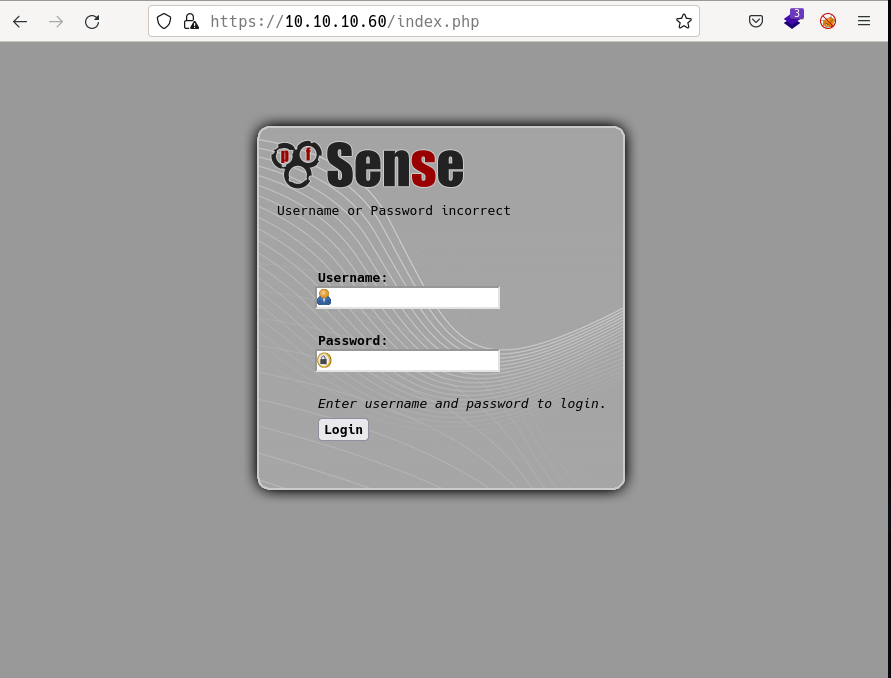 https://10.10.10.60/index.php
3
pf Sense
Username or Password incorrect
Username:
Password:
Enter username and password to login.
Login